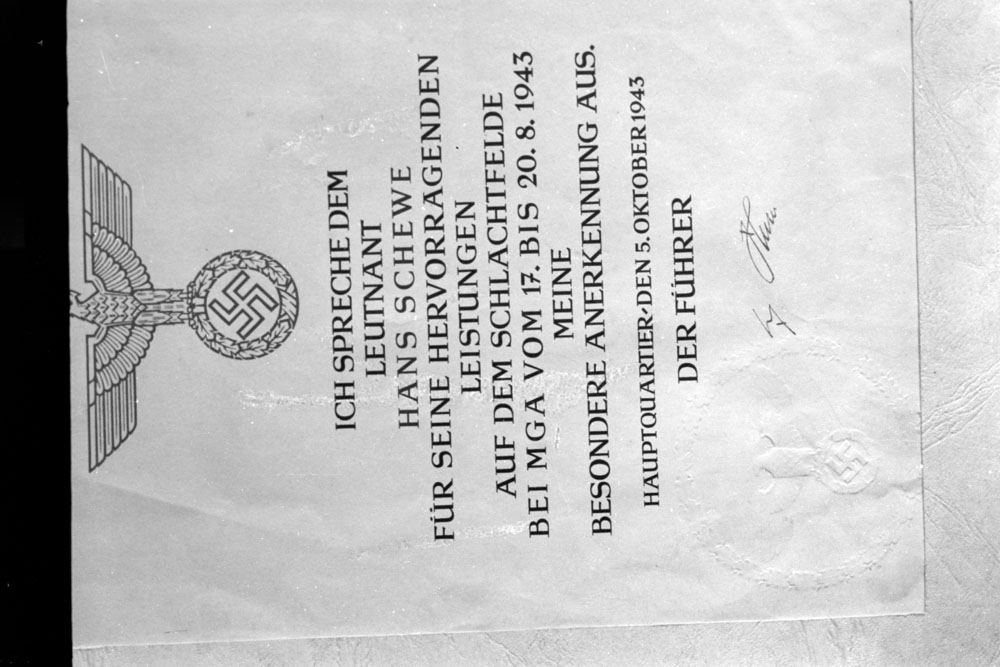 ICH SPRECHE DEM
LEUTNANT
HANS SCHEWE
FÜR SEINE HERVORRAGENDEN
LEISTUNGEN
AUF DEM SCHLACHTFELDE
BEI MGA VOM 17. BIS 20. 8. 1943
MEINE
BESONDERE ANERKENNUNG AUS.
HAUPTQUARTIER·DEN 5. OKTOBER 1943
DER FÜHRER